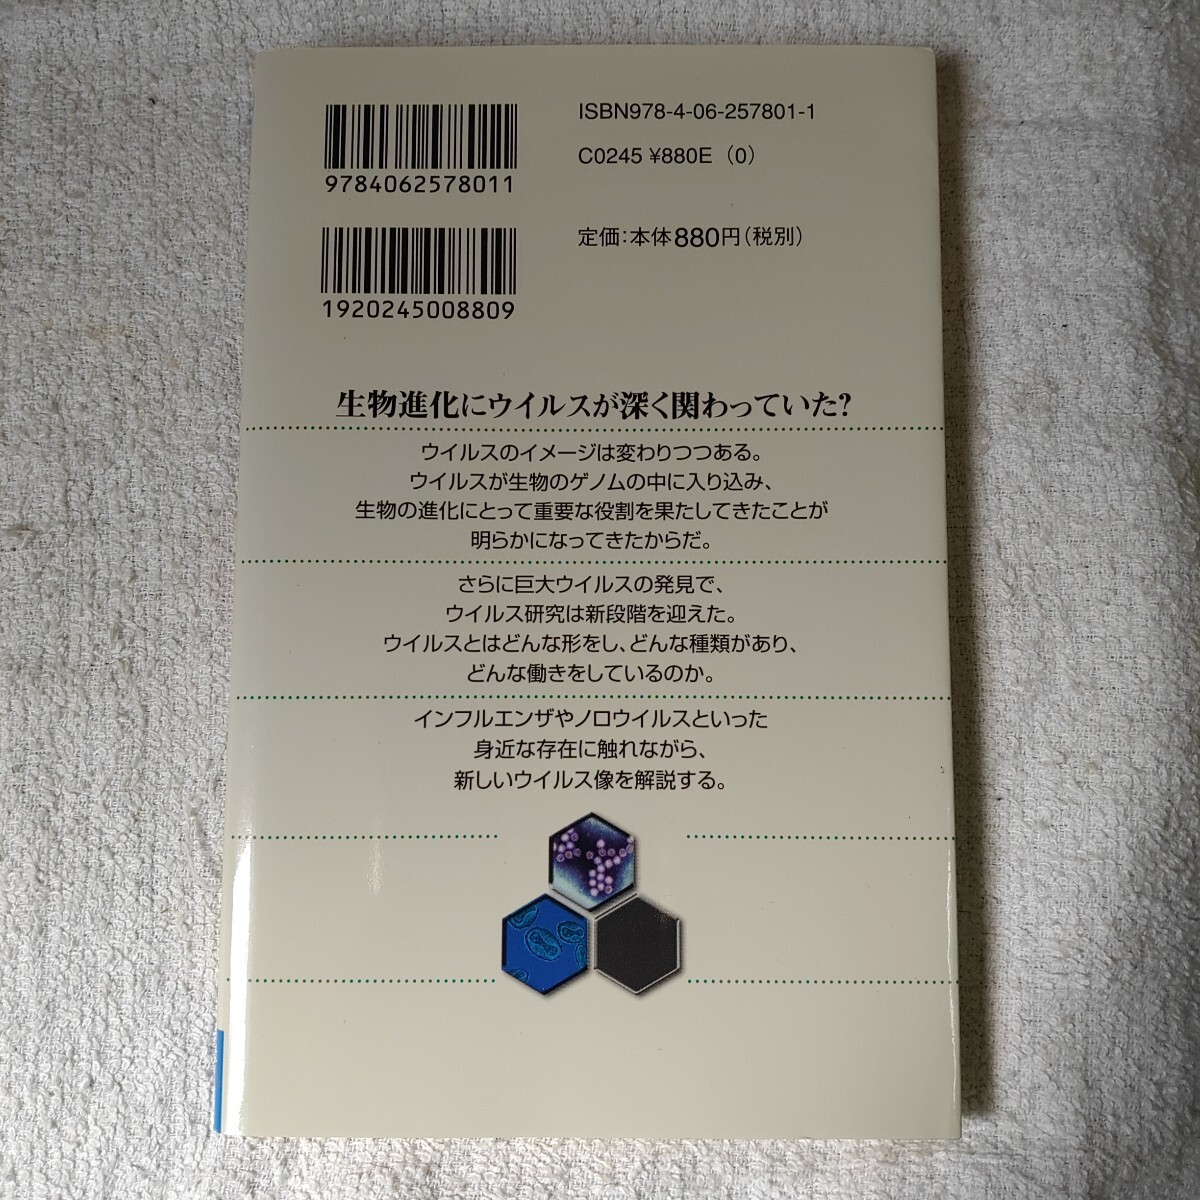 ISBN978-4-06-257801-1
9784062578011
C0245 ¥880E (0)
定価:本体880円(税別)
1920245008809
生物進化にウイルスが深く関わっていた?
ウイルスのイメージは変わりつつある。
ウイルスが生物のゲノムの中に入り込み、
生物の進化にとって重要な役割を果たしてきたことが
明らかになってきたからだ。
さらに巨大ウイルスの発見で、
ウイルス研究は新段階を迎えた。
ウイルスとはどんな形をし、どんな種類があり、
どんな働きをしているのか。
インフルエンザやノロウイルスといった
身近な存在に触れながら、
新しいウイルス像を解説する。